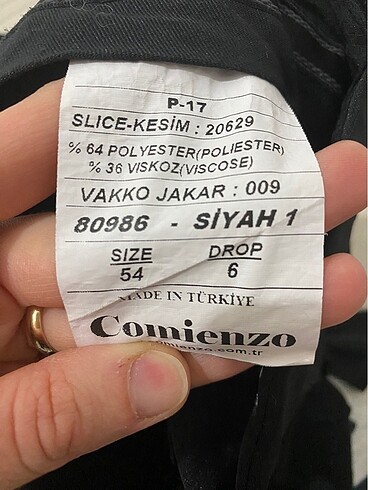 P-17
SLICE-KESİM : 20629
% 64 POLYESTER(POLIESTER)
% 36 VISKOZ(VISCOSE)
VAKKO JAKAR : 009
80986 - SİYAH 1
SIZE DROP
54 6
MADE IN TÜRKİYE
Comienzo
comienzo.com.tr